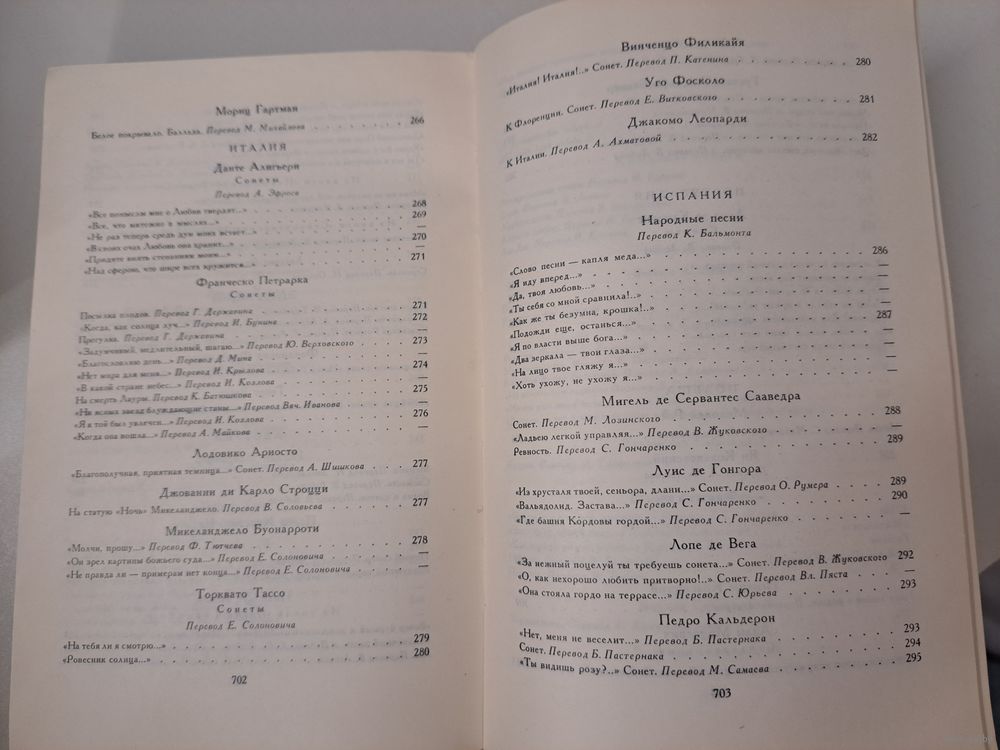 Мориц Гартман
Белое покрывало. Баллада. Перевод М. Михайлова . . . . . . . 266
ИТАЛИЯ
Данте Алигьери
Сонеты
Перевод А. Эфроса
«Все помыслы мне о Любви твердят...» . . . . . . . 268
«Все, что мятежно в мыслях...» . . . . . . . 269
«Не раз теперь средь дум моих встает...» . . . . . . . —
«В своих очах Любовь она хранит...» . . . . . . . 270
«Придите внять стенаниям моим...» . . . . . . . —
«Над сферою, что шире всех кружится...» . . . . . . . 271
Франческо Петрарка
Сонеты
Посылка плодов. Перевод Г. Державина . . . . . . . 271
«Когда, как солнца луч...» Перевод И. Бунина . . . . . . . 272
Прогулка. Перевод Г. Державина . . . . . . . —
«Задумчивый, медлительный, шагаю...» Перевод Ю. Верховского . . . 273
«Благословляю день...» Перевод Д. Мина . . . . . . . —
«Нет мира для меня...» Перевод И. Крылова . . . . . . . 274
«В какой стране небес...» Перевод И. Козлова . . . . . . . —
На смерть Лауры. Перевод К. Батюшкова . . . . . . . 275
«Ни ясных звезд блуждающие станы...» Перевод Вяч. Иванова . . . —
«Я к той был увлечен...» Перевод И. Козлова . . . . . . . 276
«Когда она вошла...» Перевод А. Майкова . . . . . . . —
Лодовико Ариосто
«Благополучная, приятная темница...» Сонет. Перевод А. Шишкова . . . 277
Джованни ди Карло Строцци
На статую «Ночь» Микеланджело. Перевод В. Соловьева . . . . . 277
Микеланджело Буонарроти
«Молчи, прошу...» Перевод Ф. Тютчева . . . . . . . 278
«Он зрел картины божьего суда...» Перевод Е. Солоновича . . . . . —
«Не правда ли — примерам нет конца...» Перевод Е. Солоновича . . . —
Торквато Тассо
Сонеты
Перевод Е. Солоновича
«На тебя ли я смотрю...» . . . . . . . 279
«Ровесник солнца...» . . . . . . . 280
702
Винченцо Филикайя
«Италия! Италия!..» Сонет. Перевод П. Катенина . . . . . . . 280
Уго Фосколо
К Флоренции. Сонет. Перевод Е. Витковского . . . . . . . 281
Джакомо Леопарди
К Италии. Перевод А. Ахматовой . . . . . . . 282
ИСПАНИЯ
Народные песни
Перевод К. Бальмонта
«Слово песни — капля меда...» . . . . . . . 286
«Я иду вперед...» . . . . . . . —
«Да, твоя любовь...» . . . . . . . —
«Ты себя со мной сравнила!..» . . . . . . . —
«Как же ты безумна, крошка!..» . . . . . . . —
«Подожди еще, останься...» . . . . . . . 287
«Я по власти выше бога...» . . . . . . . —
«Два зеркала — твои глаза...» . . . . . . . —
«На лицо твое гляжу я...» . . . . . . . —
«Хоть ухожу, не ухожу я...» . . . . . . . —
Мигель де Сервантес Сааведра
Сонет. Перевод М. Лозинского . . . . . . . 288
«Ладьею легкой управляя...» Перевод В. Жуковского . . . . . . . —
Ревность. Перевод С. Гончаренко . . . . . . . 289
Луис де Гонгора
«Из хрусталя твоей, сеньора, длани...» Сонет. Перевод О. Румера . . . 289
«Вальядолид. Застава...» Перевод С. Гончаренко . . . . . . . 290
«Где башня Кордовы гордой...» Перевод С. Гончаренко . . . . . . . —
Лопе де Вега
«За нежный поцелуй ты требуешь сонета...» Сонет. Перевод В. Жуковского 292
«О, как нехорошо любить притворно!..» Сонет. Перевод Вл. Пяста . . . —
«Она стояла гордо на террасе...» Перевод С. Юрьева . . . . . . . 293
Педро Кальдерон
«Нет, меня не веселит...» Перевод Б. Пастернака . . . . . . . 293
Сонет. Перевод Б. Пастернака . . . . . . . 294
«Ты видишь розу?..» Сонет. Перевод М. Самаева . . . . . . . 295
703